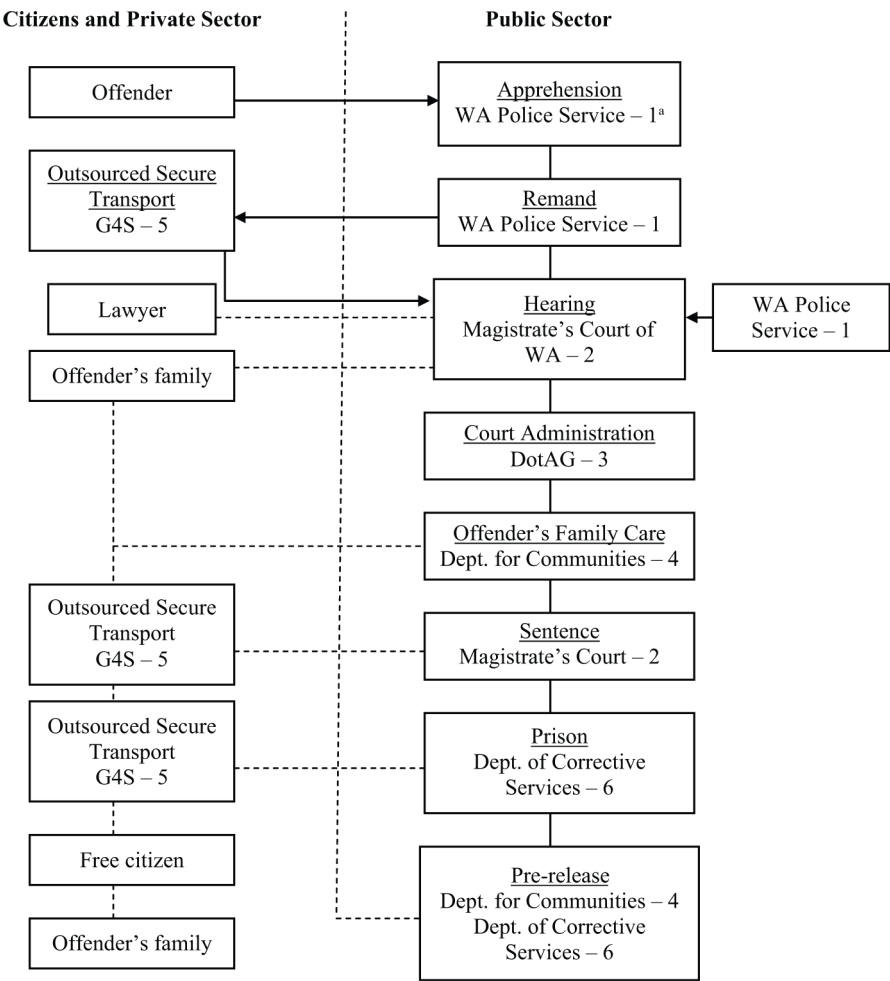 Citizens and Private Sector
Public Sector
Offender
Apprehension
WA Police Service – 1ᵃ
Outsourced Secure
Transport
G4S – 5
Remand
WA Police Service – 1
Lawyer
Hearing
Magistrate’s Court of
WA – 2
WA Police
Service – 1
Offender’s family
Court Administration
DotAG – 3
Offender’s Family Care
Dept. for Communities – 4
Outsourced Secure
Transport
G4S – 5
Sentence
Magistrate’s Court – 2
Outsourced Secure
Transport
G4S – 5
Prison
Dept. of Corrective
Services – 6
Free citizen
Pre-release
Dept. for Communities – 4
Dept. of Corrective
Services – 6
Offender’s family